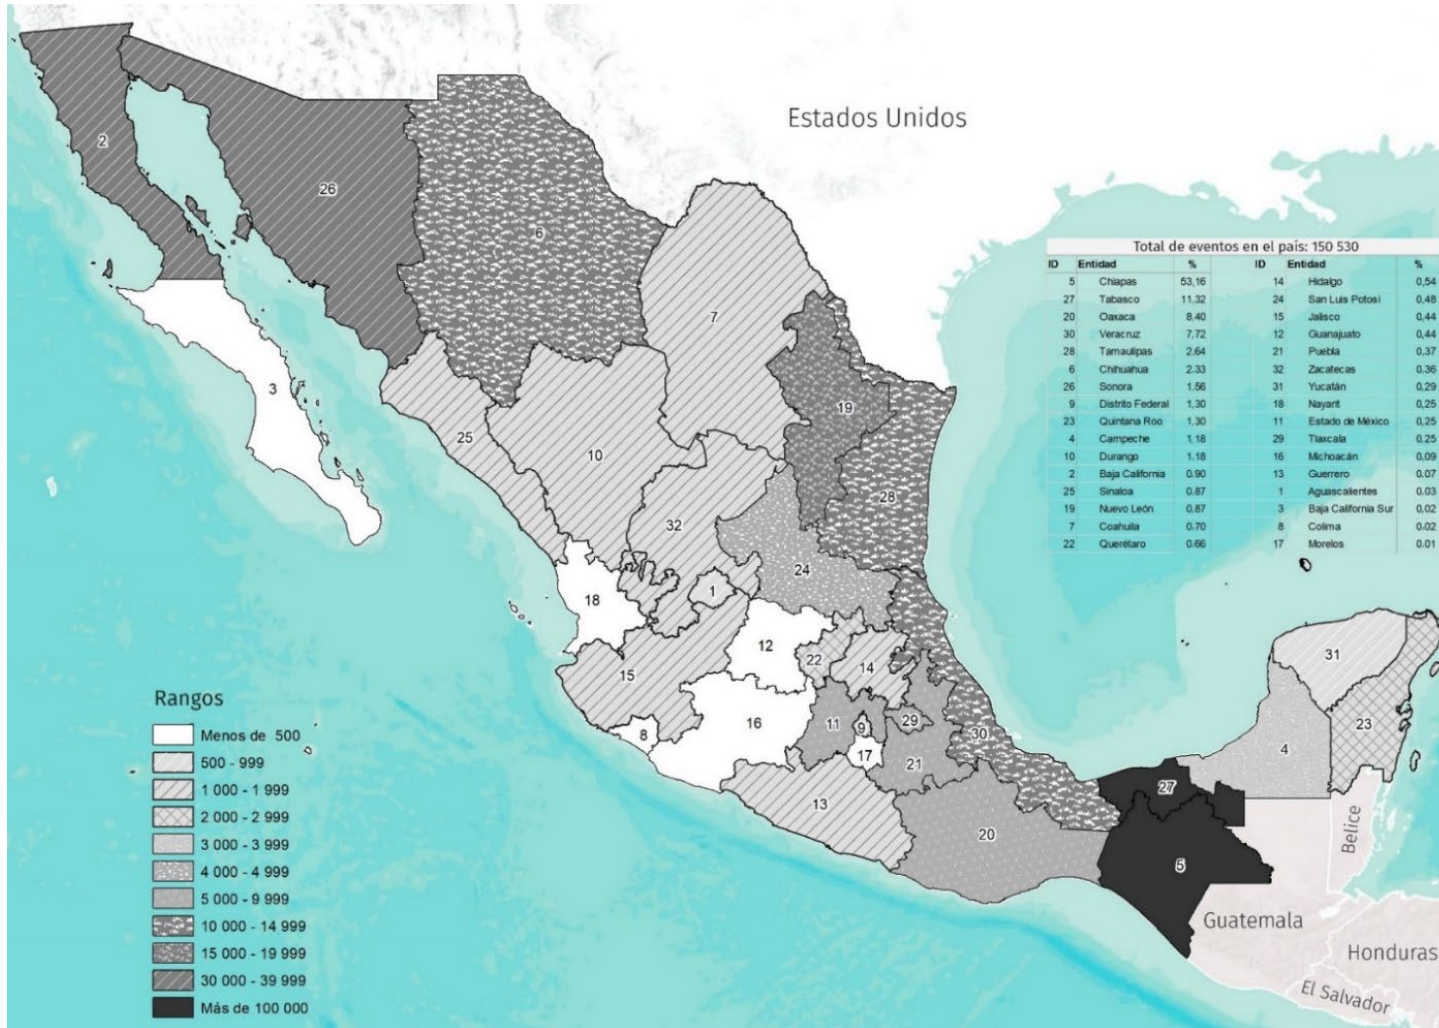 Estados Unidos
2
26
6
7
3
19
25
10
28
32
24
1
18
12
22
14
15
31
16
11
9
29
23
8
30
4
17
21
27
13
20
5
Belice
Guatemala
Honduras
El Salvador
Total de eventos en el país: 150 530
ID Entidad % ID Entidad %
5 Chiapas 53,16 14 Hidalgo 0,54
27 Tabasco 11,32 24 San Luis Potosí 0,48
20 Oaxaca 8,40 15 Jalisco 0,44
30 Veracruz 7,72 12 Guanajuato 0,44
28 Tamaulipas 2.64 21 Puebla 0,37
6 Chihuahua 2.33 32 Zacatecas 0.36
26 Sonora 1,56 31 Yucatán 0,29
9 Distrito Federal 1,30 18 Nayarit 0,25
23 Quintana Roo 1,30 11 Estado de México 0,25
4 Campeche 1,18 29 Tlaxcala 0.25
10 Durango 1.18 16 Michoacán 0,09
2 Baja California 0.90 13 Guerrero 0.07
25 Sinaloa 0.87 1 Aguascalientes 0.03
19 Nuevo León 0.87 3 Baja California Sur 0,02
7 Coahuila 0.70 8 Colima 0.02
22 Querétaro 0.66 17 Morelos 0.01
Rangos
Menos de 500
500 - 999
1 000 - 1 999
2 000 - 2 999
3 000 - 3 999
4 000 - 4 999
5 000 - 9 999
10 000 - 14 999
15 000 - 19 999
30 000 - 39 999
Más de 100 000